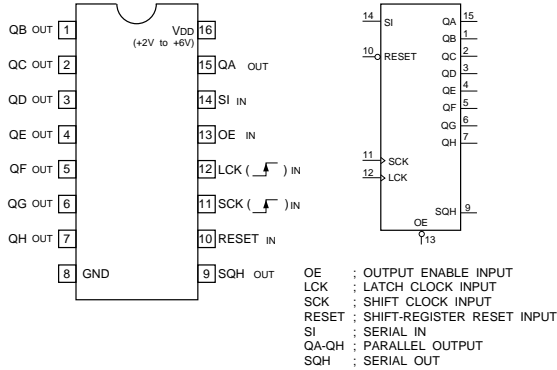 QB OUT 1
QC OUT 2
QD OUT 3
QE OUT 4
QF OUT 5
QG OUT 6
QH OUT 7
8 GND
VDD 16
(+2V to +6V)
15 QA OUT
14 SI IN
13 OE IN
12 LCK ( ) IN
11 SCK ( ) IN
10 RESET IN
9 SQH OUT
14 SI
10 RESET
11 SCK
12 LCK
QA 15
QB 1
QC 2
QD 3
QE 4
QF 5
QG 6
QH 7
SQH 9
OE
13
OE ; OUTPUT ENABLE INPUT
LCK ; LATCH CLOCK INPUT
SCK ; SHIFT CLOCK INPUT
RESET ; SHIFT-REGISTER RESET INPUT
SI ; SERIAL IN
QA-QH ; PARALLEL OUTPUT
SQH ; SERIAL OUT